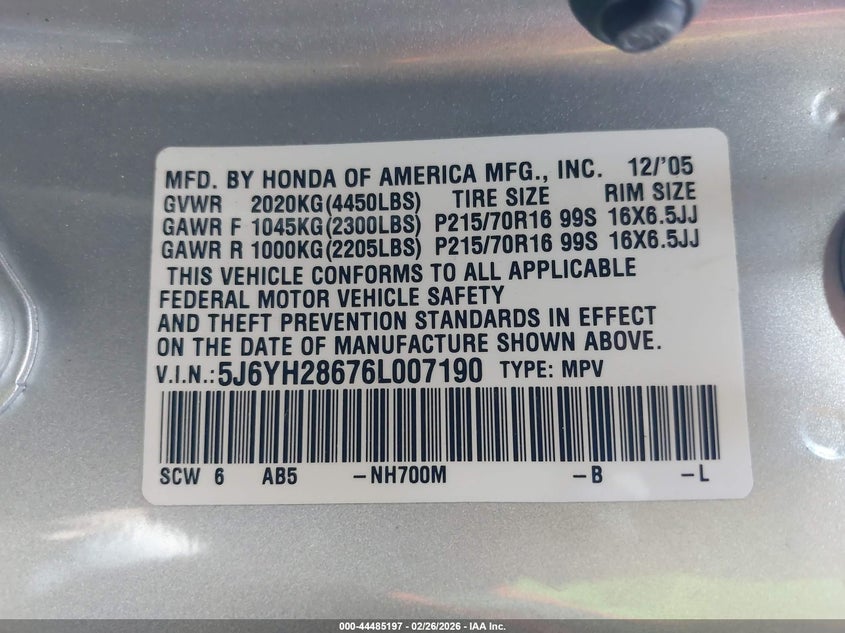 MFD. BY HONDA OF AMERICA MFG., INC. 12/'05
GVWR 2020KG(4450LBS) TIRE SIZE RIM SIZE
GAWR F 1045KG(2300LBS) P215/70R16 99S 16X6.5JJ
GAWR R 1000KG(2205LBS) P215/70R16 99S 16X6.5JJ
THIS VEHICLE CONFORMS TO ALL APPLICABLE
FEDERAL MOTOR VEHICLE SAFETY
AND THEFT PREVENTION STANDARDS IN EFFECT
ON THE DATE OF MANUFACTURE SHOWN ABOVE.
V.I.N.:5J6YH28676L007190 TYPE: MPV
SCW 6 AB5 -NH700M -B -L
000-44485197 - 02/26/2026 - IAA Inc.